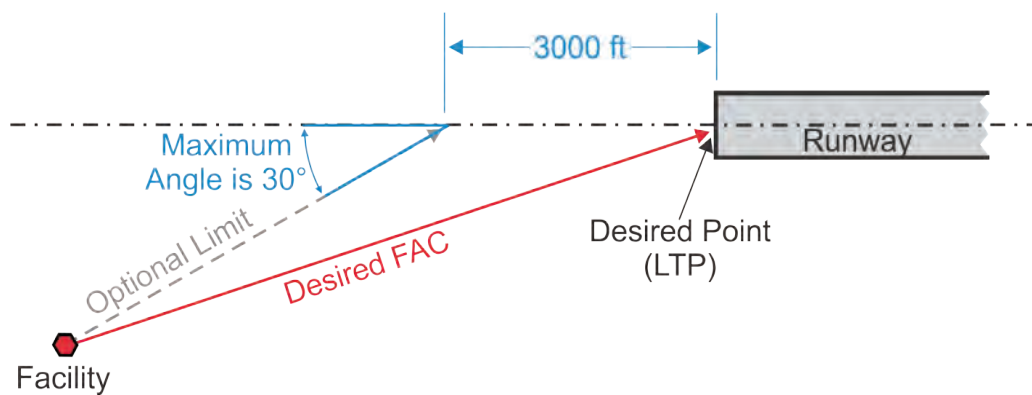 3000 ft
Maximum
Angle is 30°
Runway
Optional Limit
Desired FAC
Desired Point
(LTP)
Facility